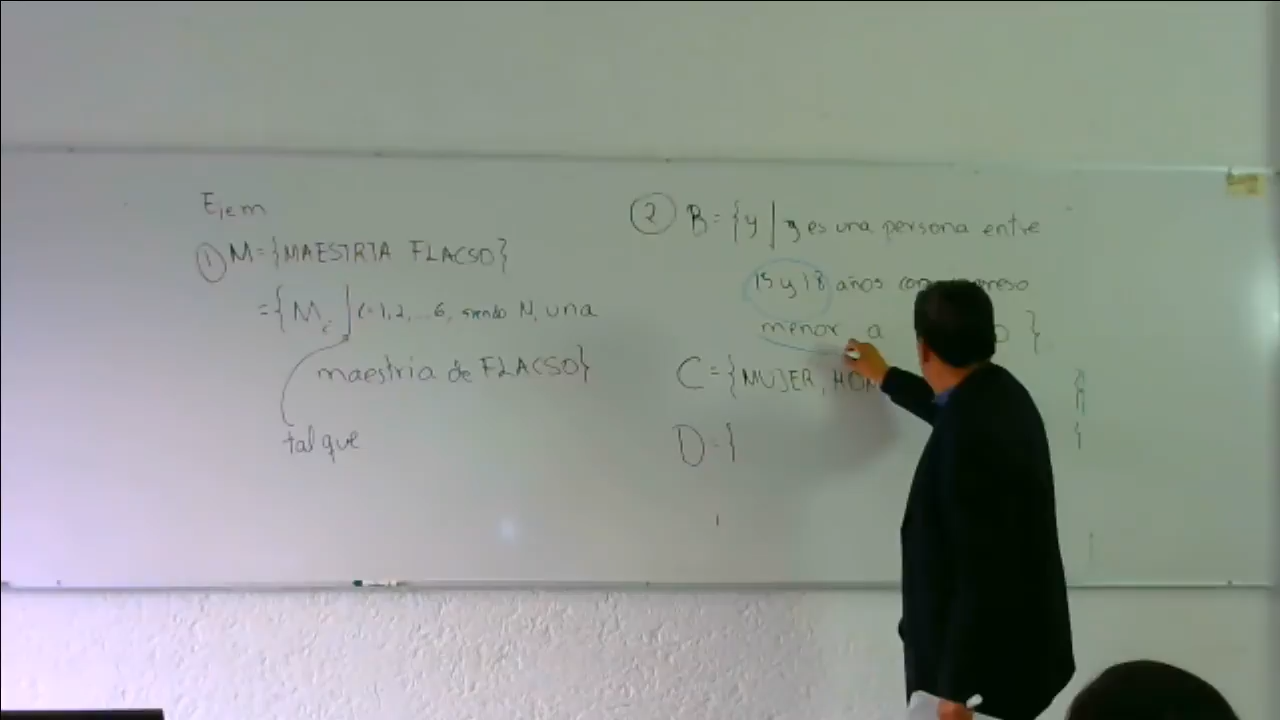 Ejem
① M={MAESTRIA FLACSO}
={Mi | i=1,2,...6, siendo Mi una
maestria de FLACSO}
tal que
② B={y | y es una persona entre
15 y 18 años con
menor a }
C={MUJER,
D={